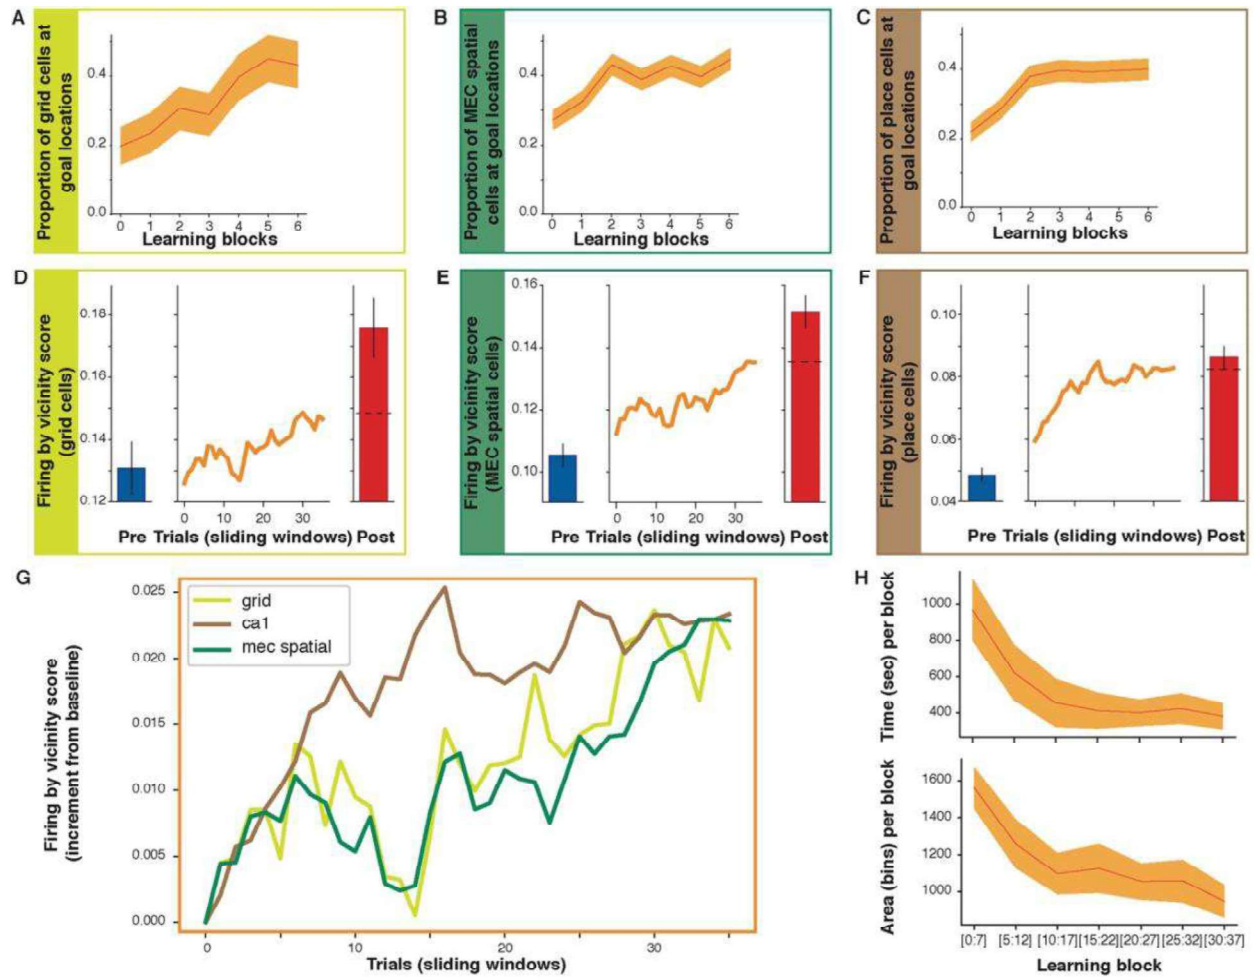 A
Proportion of grid cells at
goal locations
0.4
0.2
0.0
0 1 2 3 4 5 6
Learning blocks
B
Proportion of MEC spatial
cells at goal locations
0.4
0.2
0.0
0 1 2 3 4 5 6
Learning blocks
C
Proportion of place cells at
goal locations
0.4
0.2
0.0
0 1 2 3 4 5 6
Learning blocks
D
Firing by vicinity score
(grid cells)
0.18
0.16
0.14
0.12
0 10 20 30
Pre Trials (sliding windows) Post
E
Firing by vicinity score
(MEC spatial cells)
0.16
0.14
0.12
0.10
0 10 20 30
Pre Trials (sliding windows) Post
F
Firing by vicinity score
(place cells)
0.10
0.08
0.06
0.04
Pre Trials (sliding windows) Post
G
Firing by vicinity score
(increment from baseline)
0.025
0.020
0.015
0.010
0.005
0.000
grid
ca1
mec spatial
0 10 20 30
Trials (sliding windows)
H
Time (sec) per block
1000
800
600
400
Area (bins) per block
1600
1400
1200
1000
[0:7] [5:12] [10:17][15:22][20:27][25:32][30:37]
Learning block